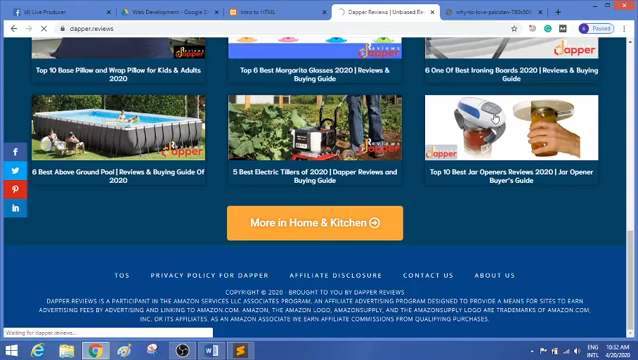 (4) Live Producer
Web Development - Google D
Intro to HTML
Dapper Reviews | Unbiased Re
why-to-love-pakistan-780x50
dapper.reviews
Paused
dapper
dapper
dapper
Top 10 Base Pillow and Wrap Pillow for Kids & Adults
2020
Top 6 Best Margarita Glasses 2020 | Reviews &
Buying Guide
6 One Of Best Ironing Boards 2020 | Reviews & Buying
Guide
dapper
dapper
dapper
6 Best Above Ground Pool | Reviews & Buying Guide Of
2020
5 Best Electric Tillers of 2020 | Dapper Reviews and
Buying Guide
Top 10 Best Jar Openers Reviews 2020 | Jar Opener
Buyer's Guide
More in Home & Kitchen
TOS PRIVACY POLICY FOR DAPPER AFFILIATE DISCLOSURE CONTACT US ABOUT US
COPYRIGHT © 2020 · BROUGHT TO YOU BY DAPPER REVIEWS
DAPPER.REVIEWS IS A PARTICIPANT IN THE AMAZON SERVICES LLC ASSOCIATES PROGRAM, AN AFFILIATE ADVERTISING PROGRAM DESIGNED TO PROVIDE A MEANS FOR SITES TO EARN
ADVERTISING FEES BY ADVERTISING AND LINKING TO AMAZON.COM. AMAZON, THE AMAZON LOGO, AMAZONSUPPLY, AND THE AMAZONSUPPLY LOGO ARE TRADEMARKS OF AMAZON.COM,
INC. OR ITS AFFILIATES. AS AN AMAZON ASSOCIATE WE EARN AFFILIATE COMMISSIONS FROM QUALIFYING PURCHASES.
Waiting for dapper.reviews...
ENG
INTL
10:32 AM
4/28/2020